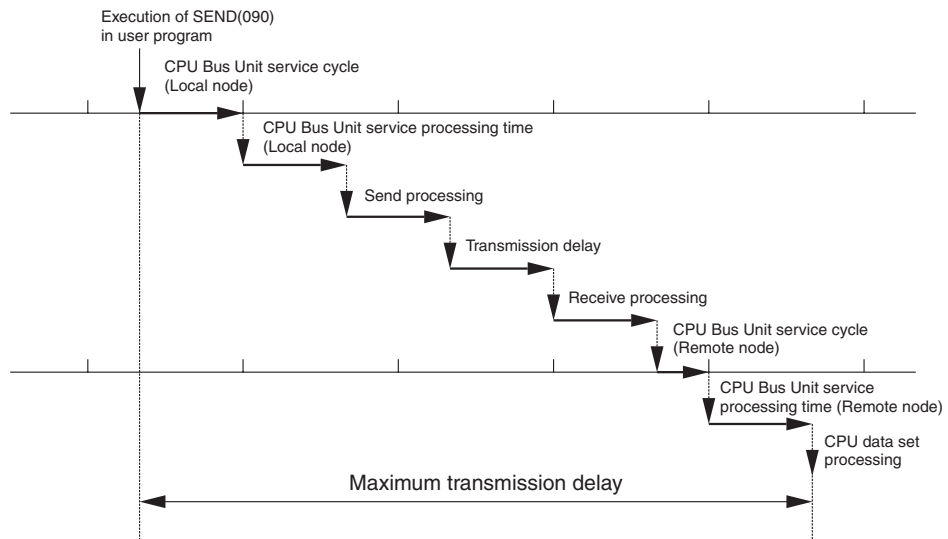 Execution of SEND(090)
in user program
CPU Bus Unit service cycle
(Local node)
CPU Bus Unit service processing time
(Local node)
Send processing
Transmission delay
Receive processing
CPU Bus Unit service cycle
(Remote node)
CPU Bus Unit service
processing time (Remote node)
CPU data set
processing
Maximum transmission delay